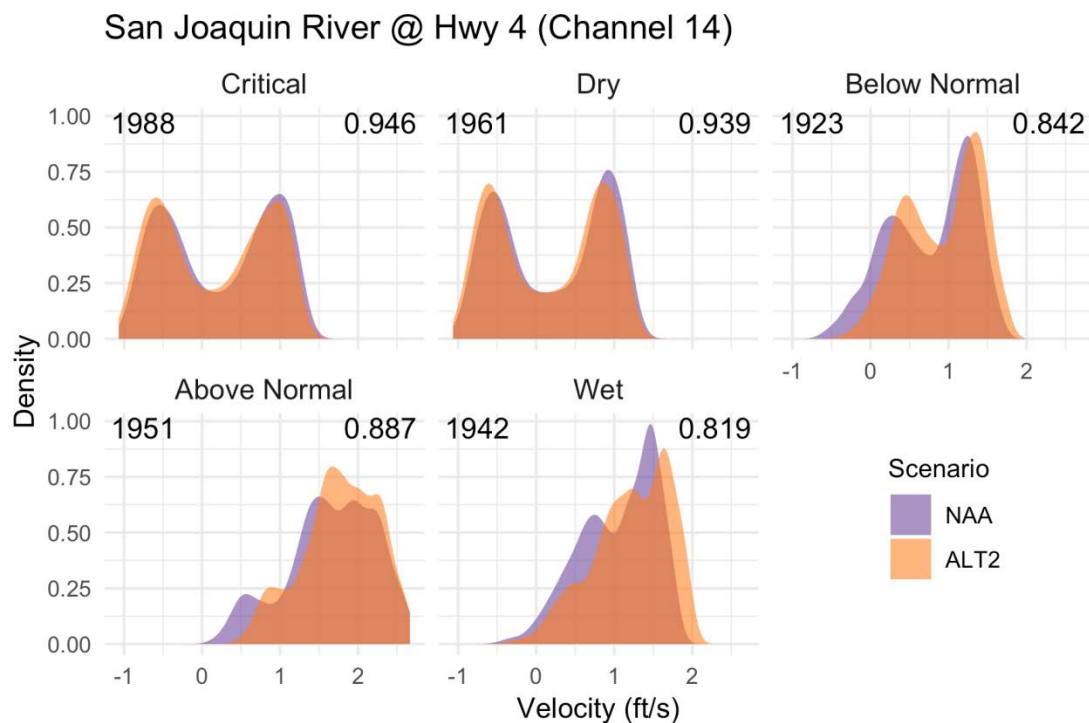 San Joaquin River @ Hwy 4 (Channel 14)
Critical
Dry
Below Normal
1988
0.946
1961
0.939
1923
0.842
1.00
0.75
0.50
0.25
0.00
-1
0
1
2
Above Normal
Wet
1951
0.887
1942
0.819
1.00
0.75
0.50
0.25
0.00
-1
0
1
2
-1
0
1
2
Density
Velocity (ft/s)
Scenario
NAA
ALT2